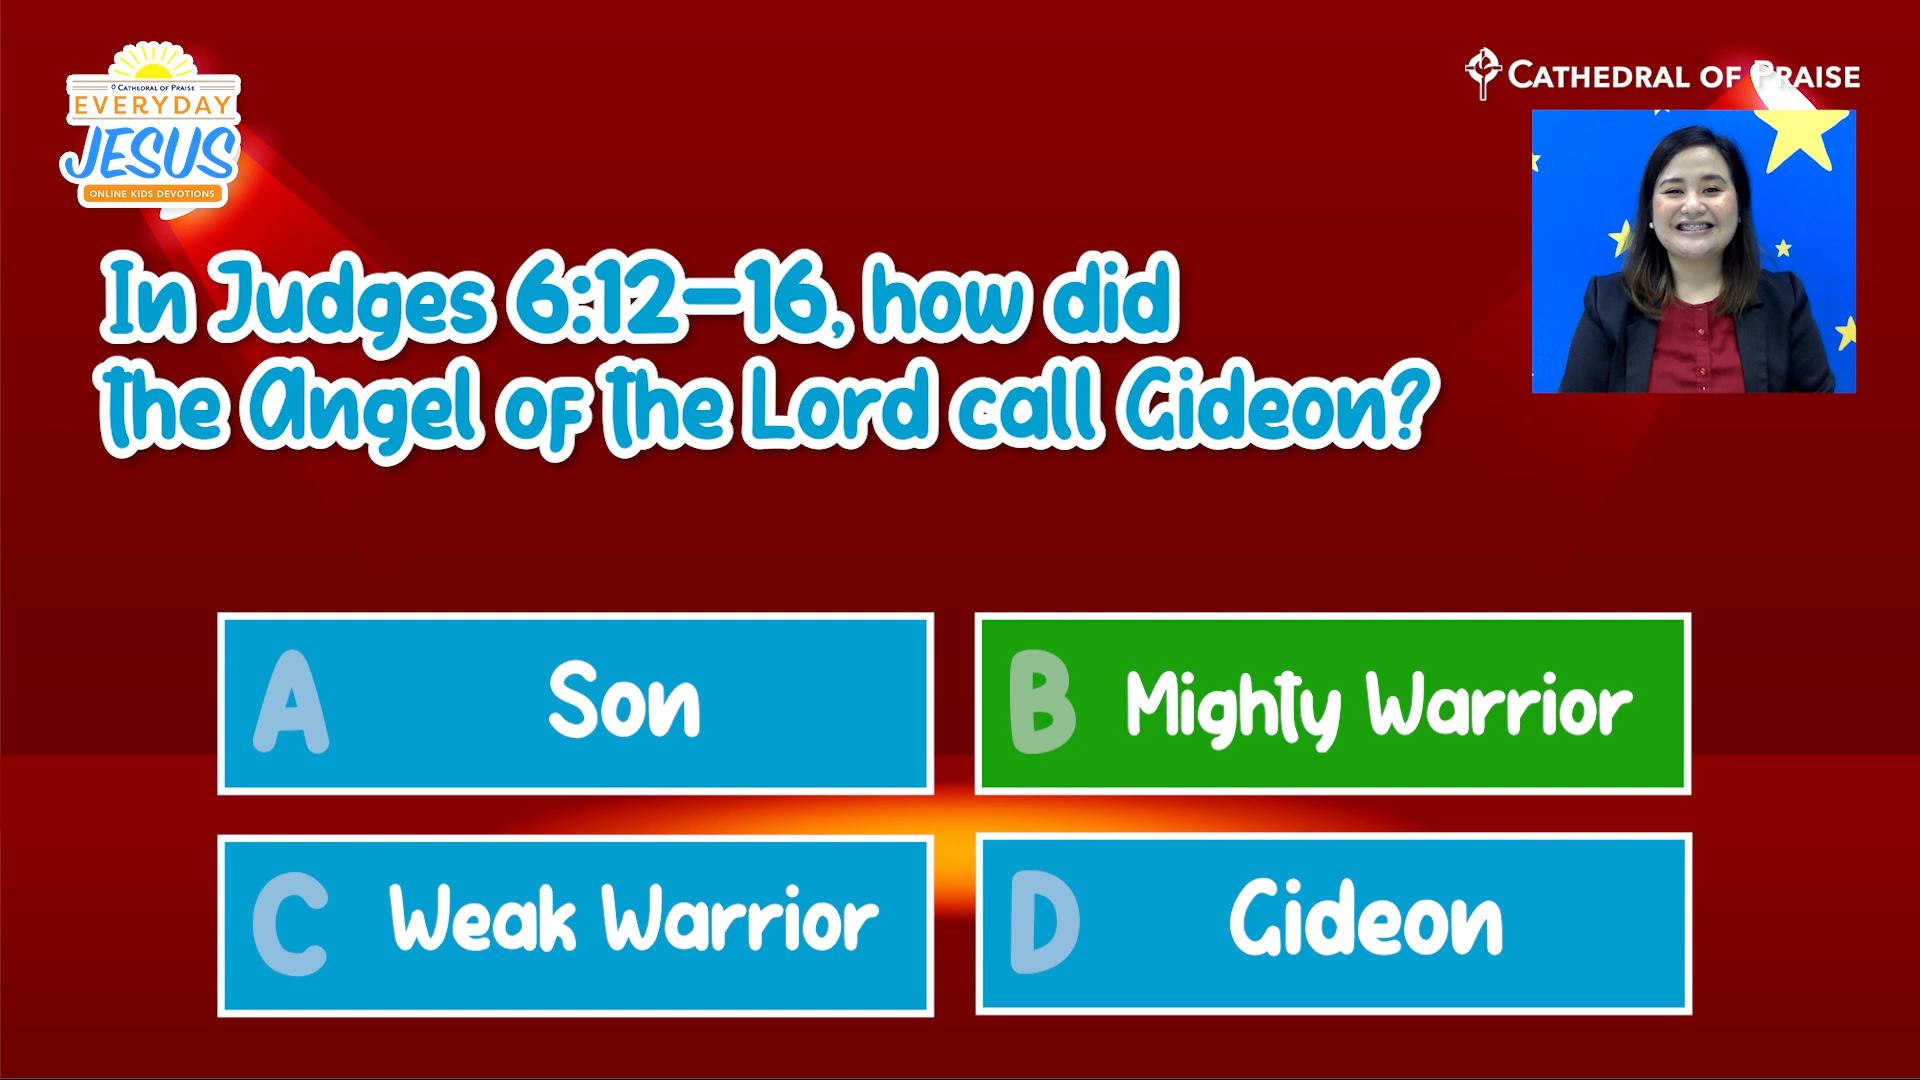 CATHEDRAL OF PRAISE
EVERYDAY
JESUS
ONLINE KIDS DEVOTIONS
CATHEDRAL OF PRAISE
In Judges 6:12-16, how did
the Angel of the Lord call Gideon?
A Son
B Mighty Warrior
C Weak Warrior
D Gideon